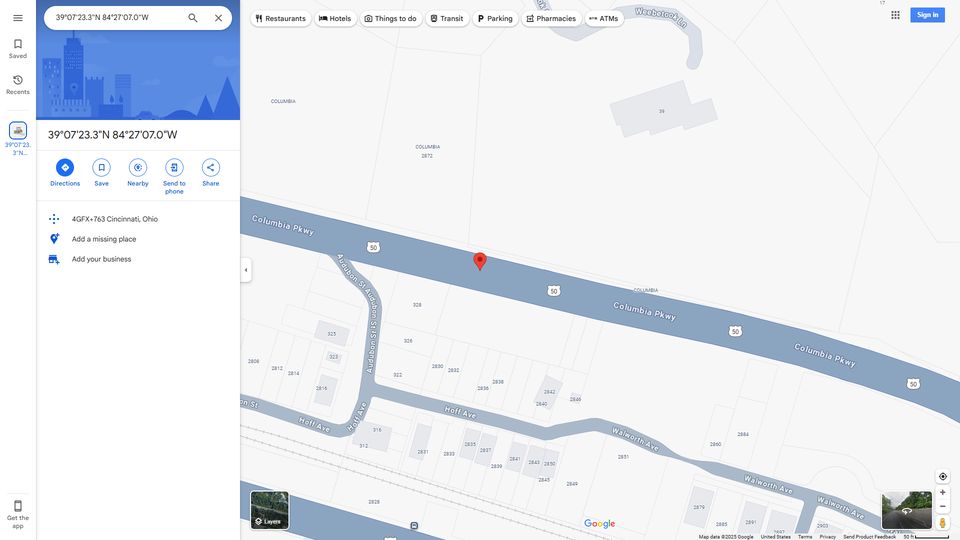 39°07'23.3"N 84°27'07.0"W
Restaurants
Hotels
Things to do
Transit
Parking
Pharmacies
ATMs
Sign in
Saved
Recents
39°07'23.
3"N...
Get the
app
39°07'23.3"N 84°27'07.0"W
Directions
Save
Nearby
Send to
phone
Share
4GFX+763 Cincinnati, Ohio
Add a missing place
Add your business
17
Weebetook Ln
COLUMBIA
39
COLUMBIA
2872
Columbia Pkwy
50
50
COLUMBIA
Columbia Pkwy
50
Columbia Pkwy
50
Audubon St
Audubon St
Audubon St
328
326
325
323
322
2808
2812
2814
2816
2830
2832
2836
2838
2842
2840
2846
on St
Hoff Ave
Hoff Ave
Hoff Ave
316
312
2831
2833
2835
2837
2839
2841
2843
2850
2845
2849
2851
Walworth Ave
2860
2884
Walworth Ave
Walworth Ave
2879
2885
2891
2903
2828
50
Layers
Google
Map data ©2025 Google
United States
Terms
Privacy
Send Product Feedback
50 ft